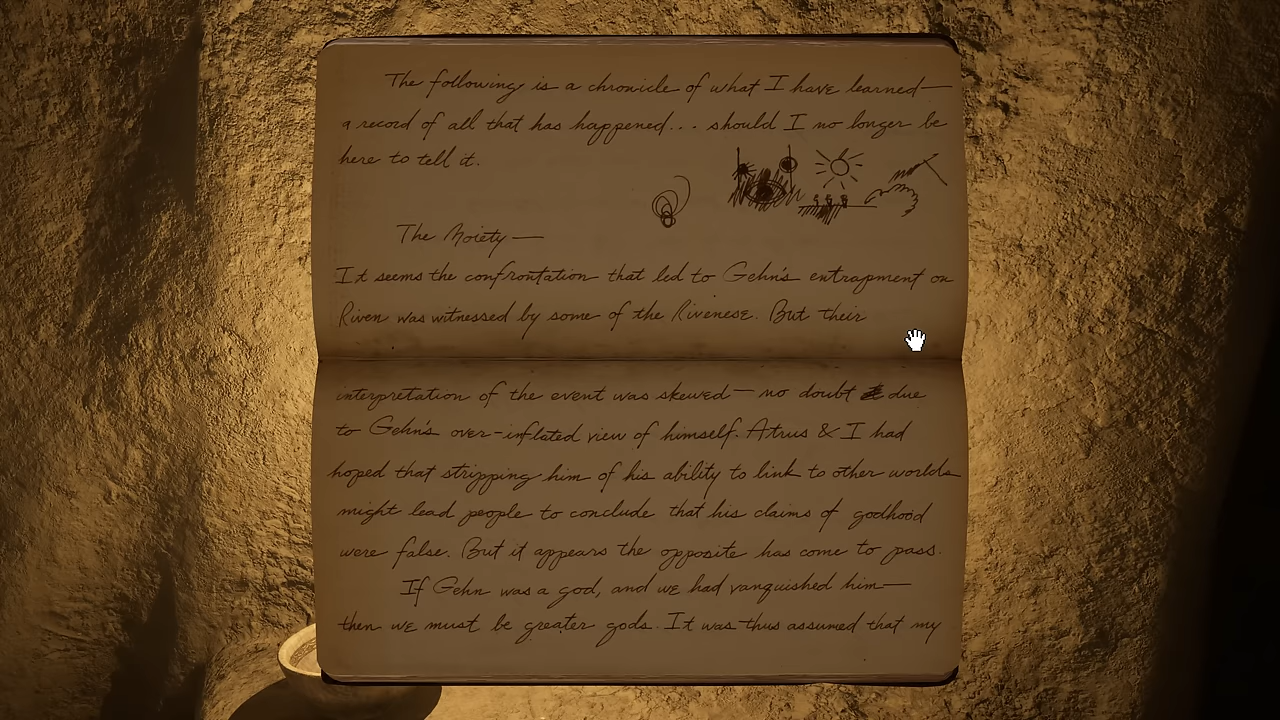 The following is a chronicle of what I have learned—
a record of all that has happened... should I no longer be
here to tell it.
The Moiety—
It seems the confrontation that led to Gehn's entrapment on
Riven was witnessed by some of the Rivenese. But their
interpretation of the event was skewed— no doubt due
to Gehn's over-inflated view of himself. Atrus & I had
hoped that stripping him of his ability to link to other worlds
might lead people to conclude that his claims of godhood
were false. But it appears the opposite has come to pass.
If Gehn was a god, and we had vanquished him—
then we must be greater gods. It was thus assumed that my